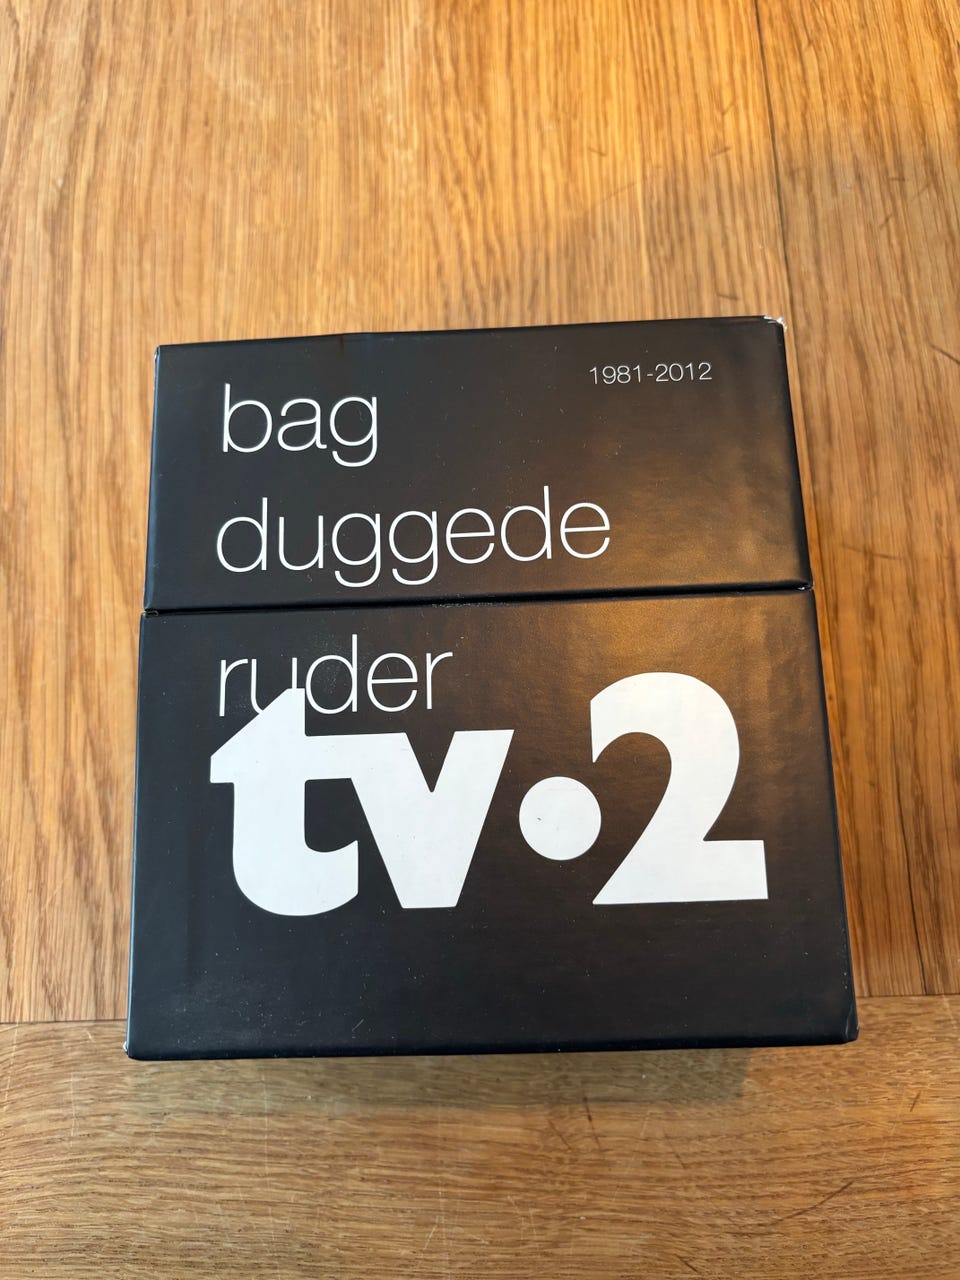 1981-2012
bag
duggede
ruder
tv·2